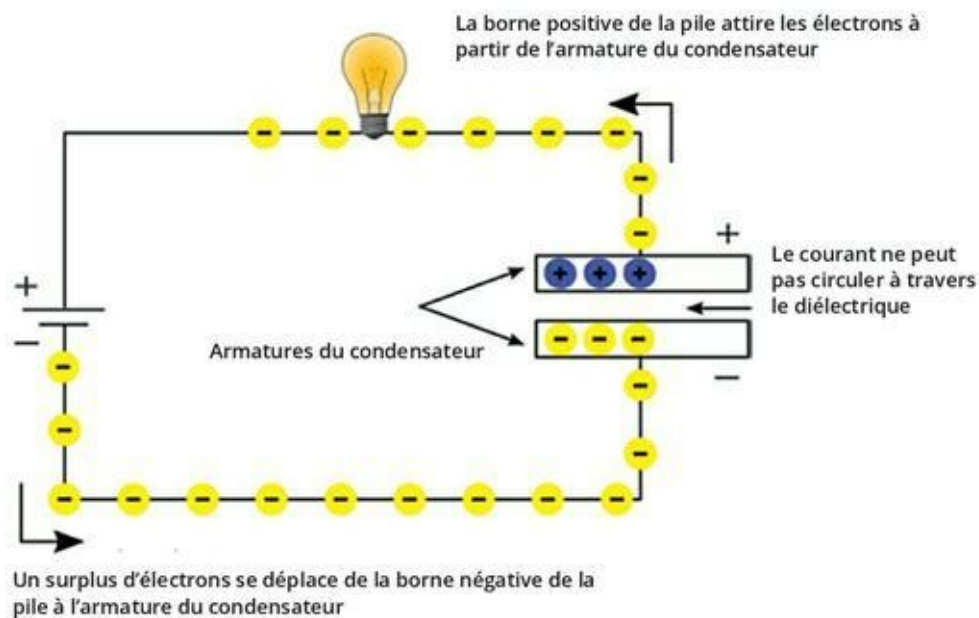 La borne positive de la pile attire les électrons à
partir de l'armature du condensateur
+
Le courant ne peut
pas circuler à travers
le diélectrique
+
−
Armatures du condensateur
−
Un surplus d'électrons se déplace de la borne négative de la
pile à l'armature du condensateur